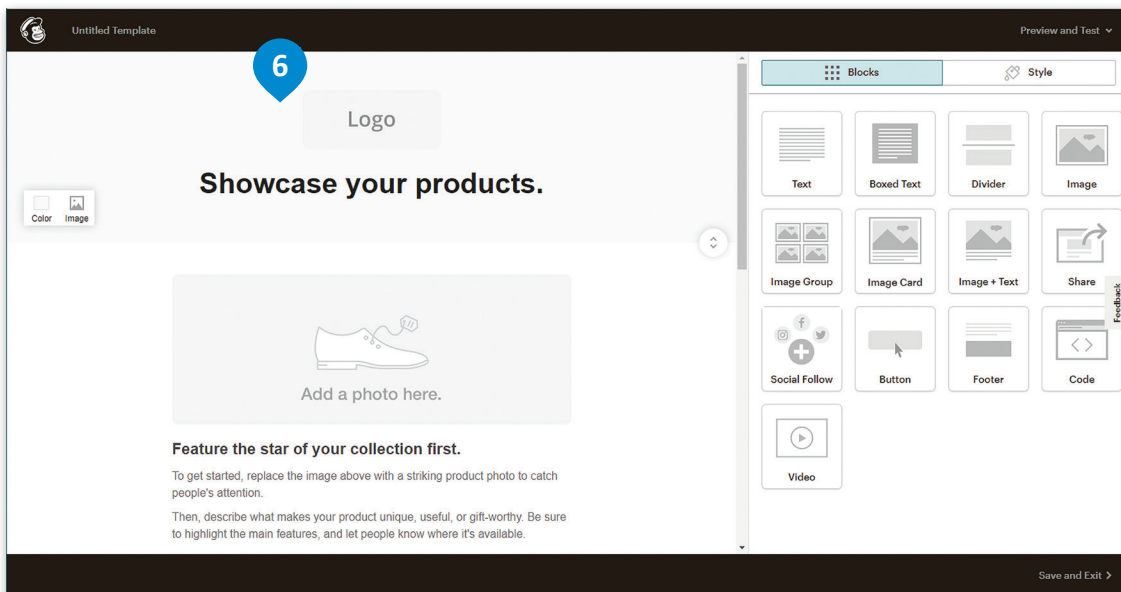 Untitled Template
Preview and Test
6
Logo
Showcase your products.
Color
Image
Add a photo here.
Feature the star of your collection first.
To get started, replace the image above with a striking product photo to catch
people's attention.
Then, describe what makes your product unique, useful, or gift-worthy. Be sure
to highlight the main features, and let people know where it's available.
Blocks
Style
Text
Boxed Text
Divider
Image
Image Group
Image Card
Image + Text
Share
Social Follow
Button
Footer
Code
Video
Feedback
Save and Exit